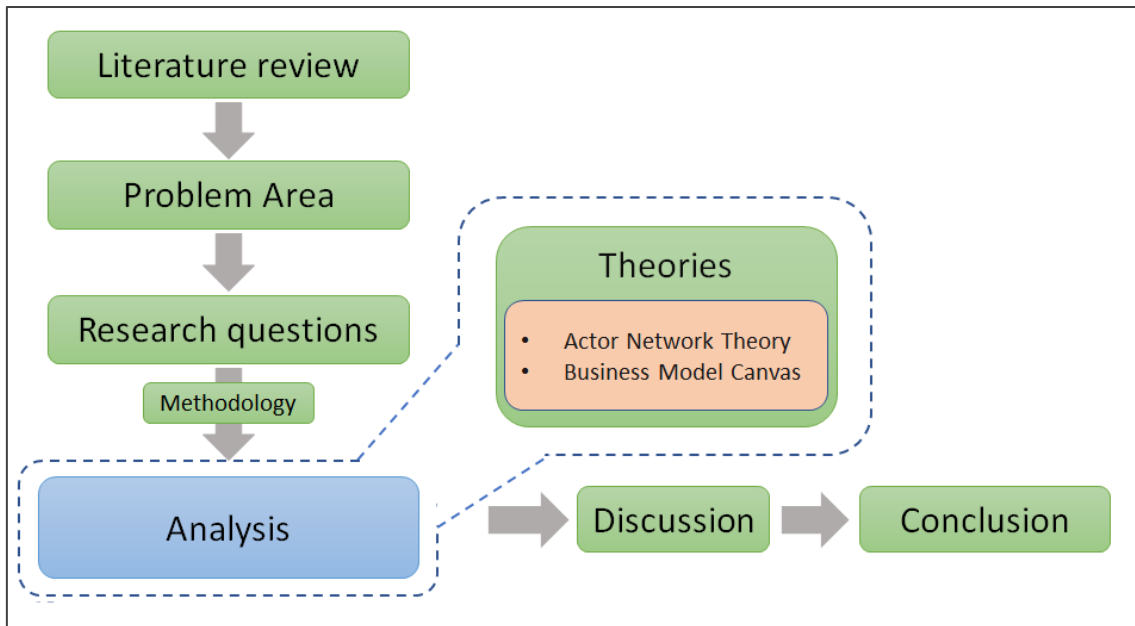 Literature review
Problem Area
Research questions
Methodology
Analysis
Theories
• Actor Network Theory
• Business Model Canvas
Discussion
Conclusion